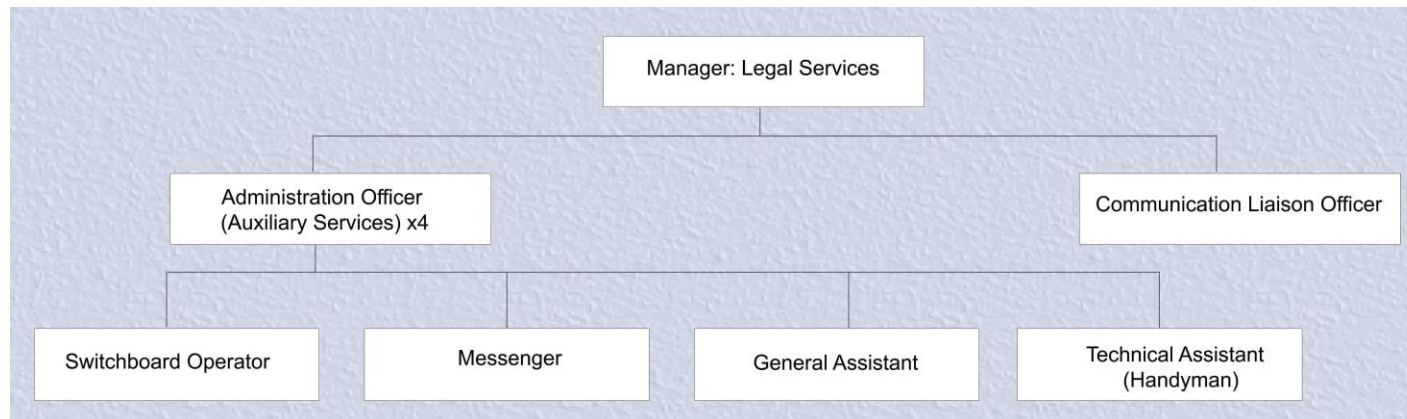 Manager: Legal Services
Administration Officer
(Auxiliary Services) x4
Communication Liaison Officer
Switchboard Operator
Messenger
General Assistant
Technical Assistant
(Handyman)